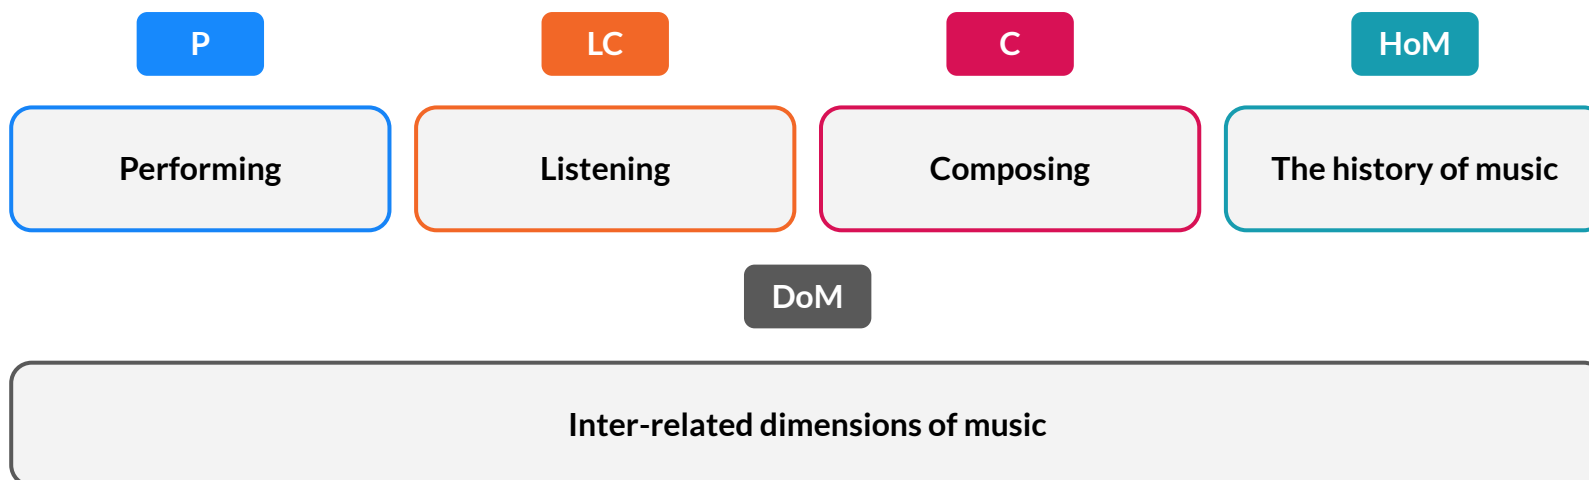 P
LC
C
HoM
Performing
Listening
Composing
The history of music
DoM
Inter-related dimensions of music